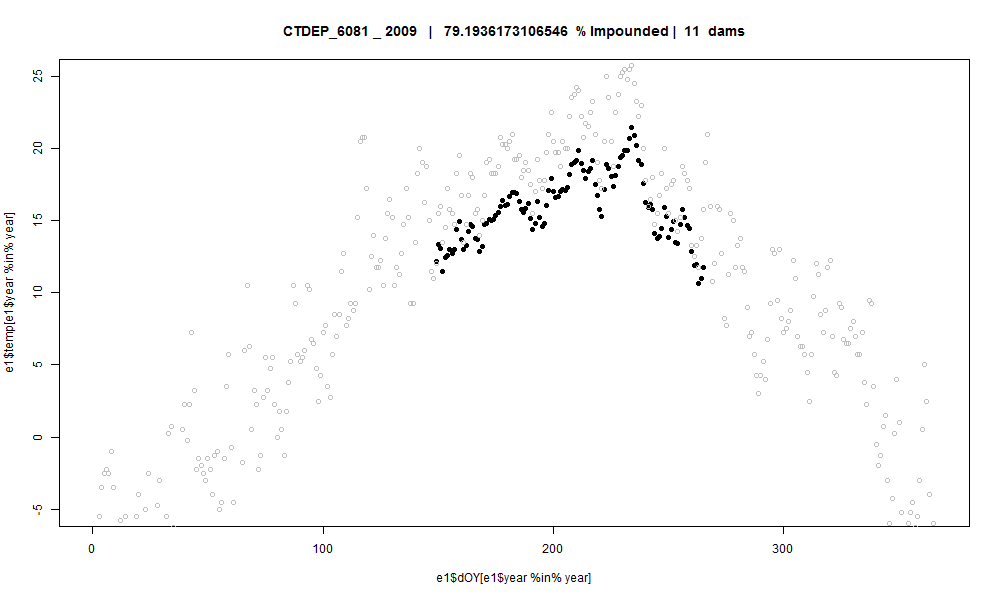 CTDEP_6081 _ 2009 | 79.1936173106546 % Impounded | 11 dams
e1$temp[e1$year %in% year]
25
20
15
10
5
0
-5
0 100 200 300
e1$dOY[e1$year %in% year]